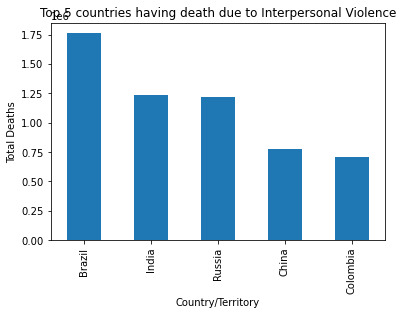 Top 5 countries having death due to Interpersonal Violence
1e6
1.75
1.50
1.25
1.00
0.75
0.50
0.25
0.00
Total Deaths
Brazil
India
Russia
China
Colombia
Country/Territory